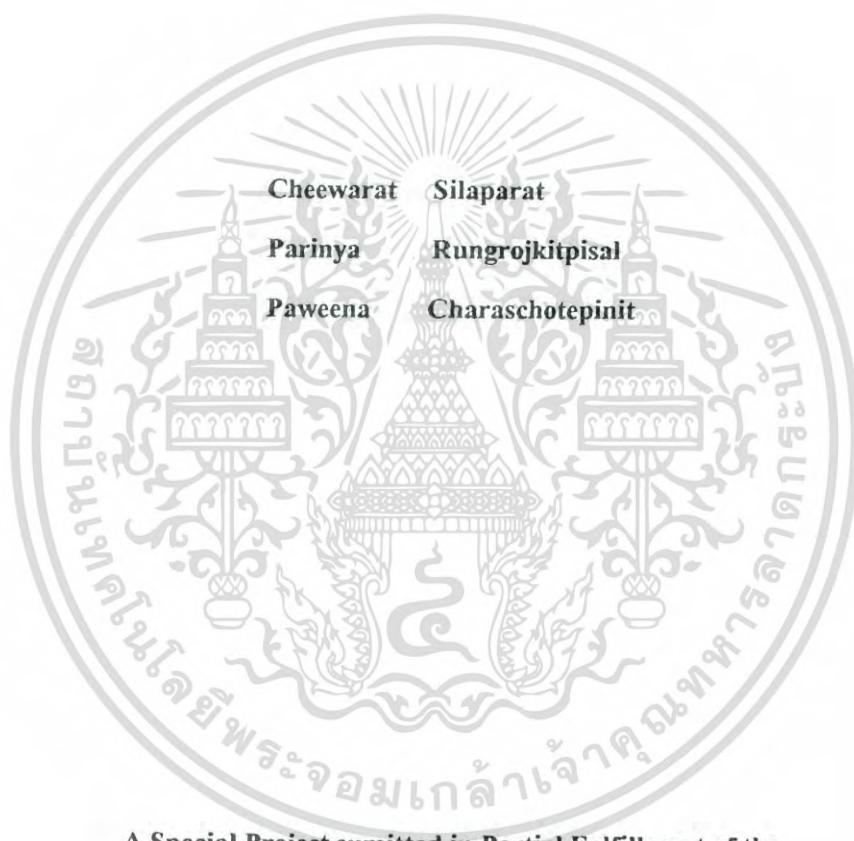 Cheewarat Silaparat
Parinya Rungrojkitpisal
Paweena Charaschotepinit
สถาบันเทคโนโลยีพระจอมเกล้าเจ้าคุณทหารลาดกระบัง
A Special Project sumitted in Partial Fulfillment of the